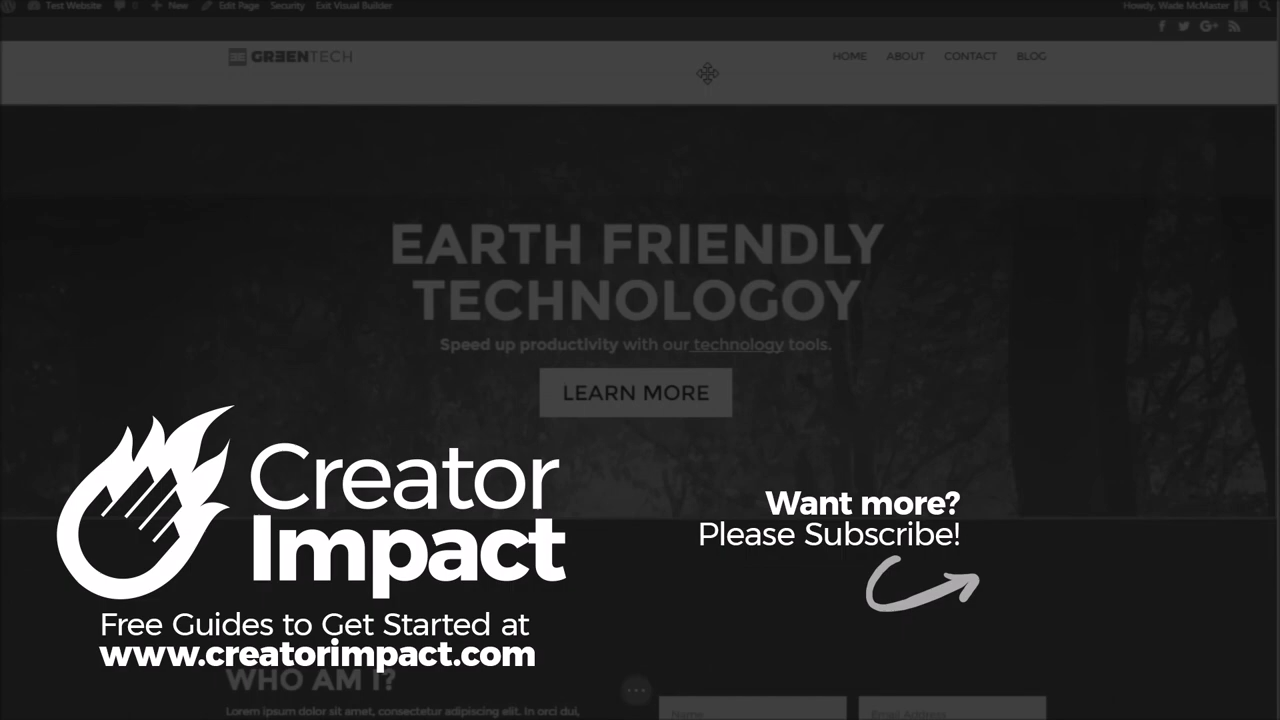 Test Website 0 New Edit Page Security Exit Visual Builder Howdy, Wade McMaster
GREENTECH HOME ABOUT CONTACT BLOG
EARTH FRIENDLY
TECHNOLOGOY
Speed up productivity with our technology tools.
LEARN MORE
Creator
Impact
Free Guides to Get Started at
www.creatorimpact.com
Want more?
Please Subscribe!
WHO AM I?
Lorem ipsum dolor sit amet, consectetur adipiscing elit. In orci dui,
Name
Email Address